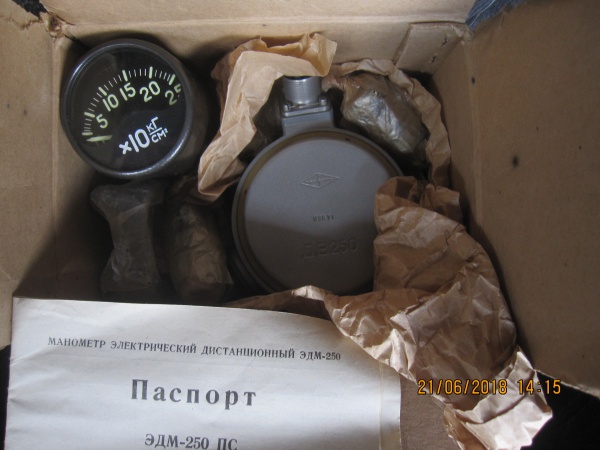 5 10 15 20 25
×10 КГ/СМ²
250
МАНОМЕТР ЭЛЕКТРИЧЕСКИЙ ДИСТАНЦИОННЫЙ ЭДМ-250
Паспорт
ЭДМ-250 ПС
21/06/2018 14:15